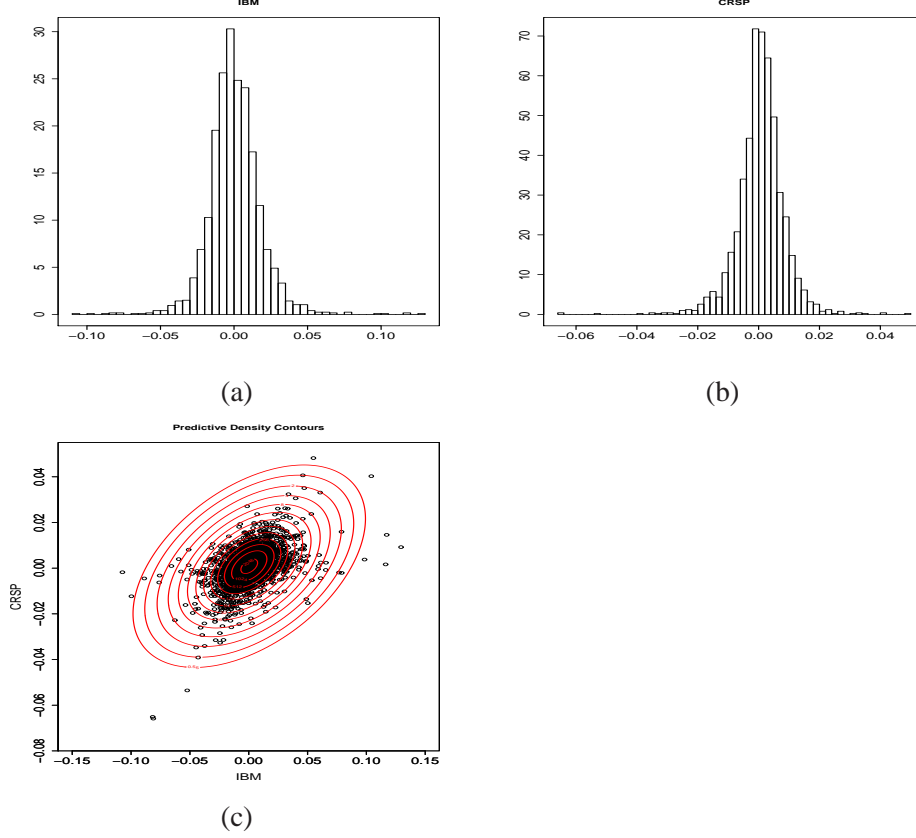 IBM
CRSP
0 5 10 15 20 25 30
−0.10 −0.05 0.00 0.05 0.10
0 10 20 30 40 50 60 70
−0.06 −0.04 −0.02 0.00 0.02 0.04
(a)
(b)
Predictive Density Contours
CRSP
−0.08 −0.06 −0.04 −0.02 0.00 0.02 0.04
−0.15 −0.10 −0.05 0.00 0.05 0.10 0.15
IBM
(c)